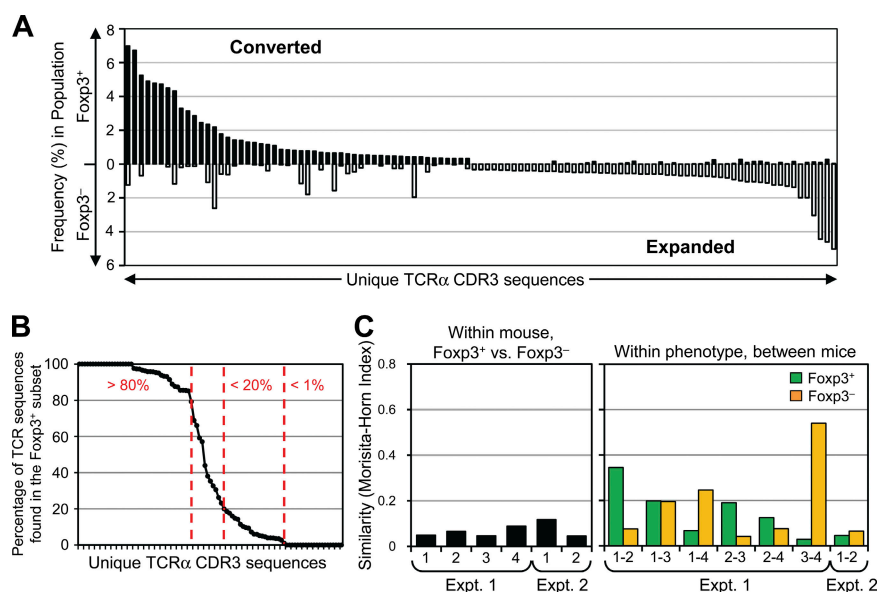 A
Frequency (%) in Population
Foxp3⁺
Foxp3⁻
8
6
4
2
0
2
4
6
Converted
Expanded
Unique TCRα CDR3 sequences
B
Percentage of TCR sequences
found in the Foxp3⁺ subset
100
80
60
40
20
0
> 80%
< 20%
< 1%
Unique TCRα CDR3 sequences
C
Within mouse,
Foxp3⁺ vs. Foxp3⁻
Within phenotype, between mice
Similarity (Morisita-Horn Index)
0.8
0.6
0.4
0.2
0
Foxp3⁺
Foxp3⁻
1 2 3 4 1 2
Expt. 1 Expt. 2
1-2 1-3 1-4 2-3 2-4 3-4 1-2
Expt. 1 Expt. 2